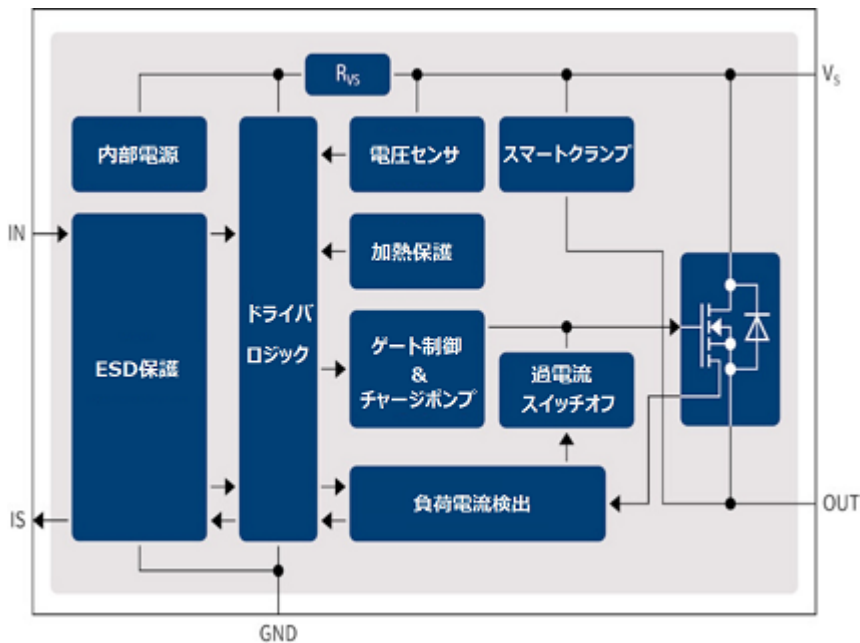 R_VS
V_S
内部電源
電圧センサ
スマートクランプ
IN
加熱保護
ドライバ
ロジック
ESD保護
ゲート制御
&
チャージポンプ
過電流
スイッチオフ
負荷電流検出
IS
OUT
GND